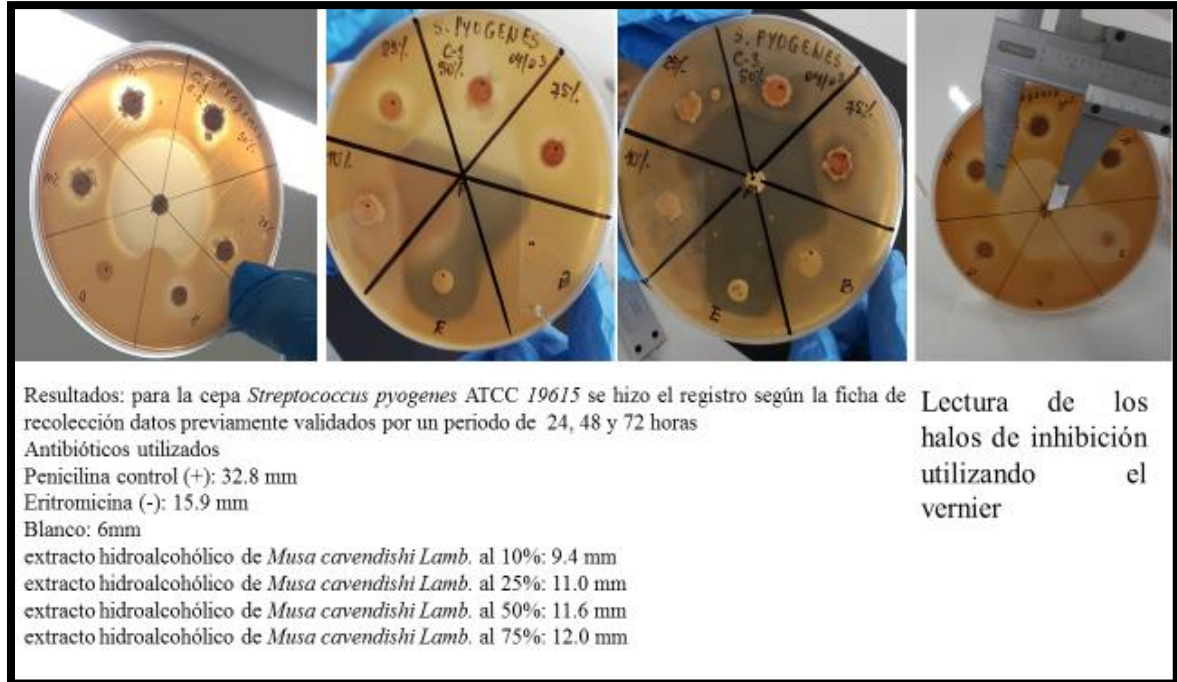 25%
S. PYOGENES
C-1
50%
04/03
75%
10%
E
B
25%
S. PYOGENES
C-3
50%
04/03
75%
10%
E
B
Resultados: para la cepa Streptococcus pyogenes ATCC 19615 se hizo el registro según la ficha de
recolección datos previamente validados por un periodo de 24, 48 y 72 horas
Antibióticos utilizados
Penicilina control (+): 32.8 mm
Eritromicina (-): 15.9 mm
Blanco: 6mm
extracto hidroalcohólico de Musa cavendishi Lamb. al 10%: 9.4 mm
extracto hidroalcohólico de Musa cavendishi Lamb. al 25%: 11.0 mm
extracto hidroalcohólico de Musa cavendishi Lamb. al 50%: 11.6 mm
extracto hidroalcohólico de Musa cavendishi Lamb. al 75%: 12.0 mm
Lectura de los
halos de inhibición
utilizando el
vernier